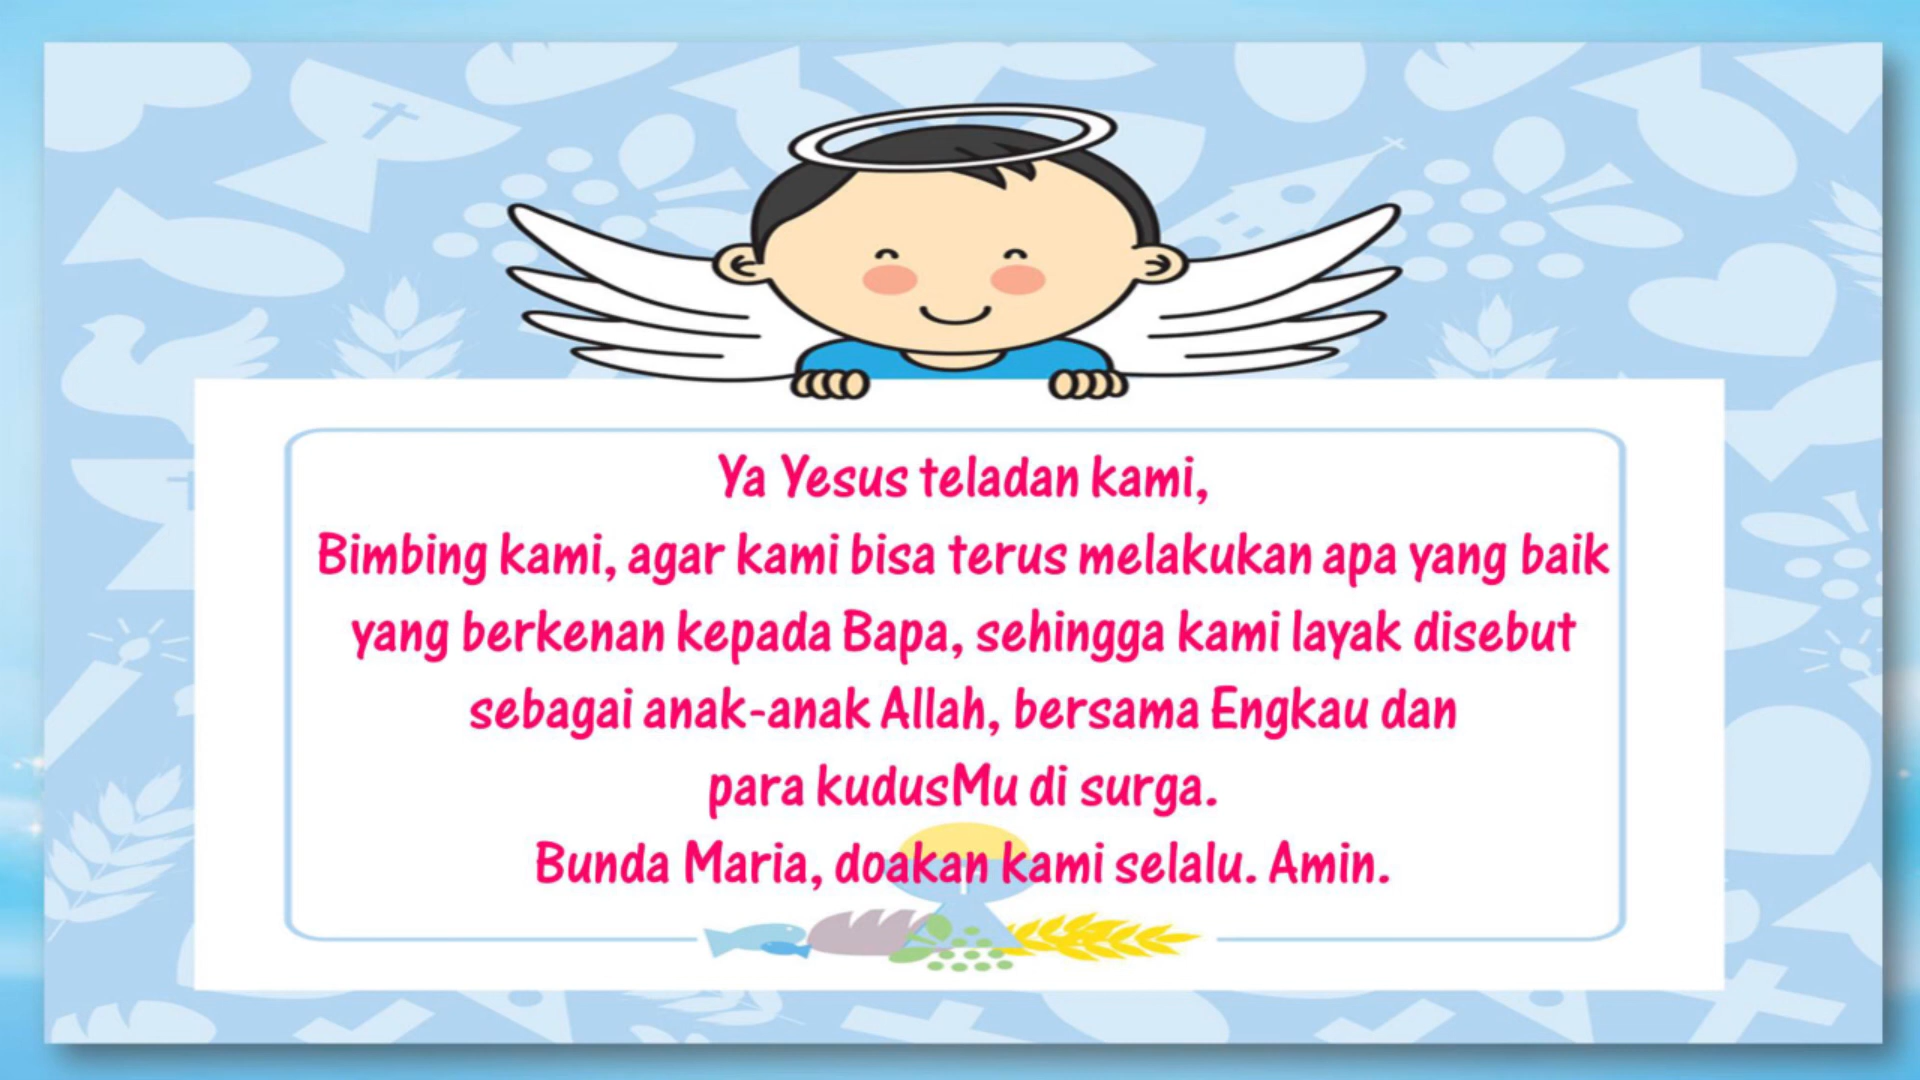 Ya Yesus teladan kami,
Bimbing kami, agar kami bisa terus melakukan apa yang baik
yang berkenan kepada Bapa, sehingga kami layak disebut
sebagai anak-anak Allah, bersama Engkau dan
para kudusMu di surga.
Bunda Maria, doakan kami selalu. Amin.